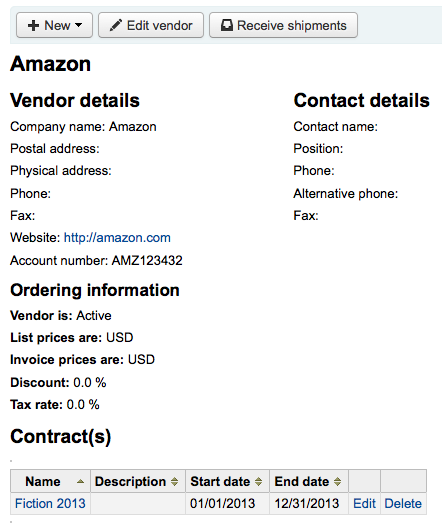 New Edit vendor Receive shipments
Amazon
Vendor details
Company name: Amazon
Postal address:
Physical address:
Phone:
Fax:
Website: http://amazon.com
Account number: AMZ123432
Contact details
Contact name:
Position:
Phone:
Alternative phone:
Fax:
Ordering information
Vendor is: Active
List prices are: USD
Invoice prices are: USD
Discount: 0.0 %
Tax rate: 0.0 %
Contract(s)
Name Description Start date End date
Fiction 2013 01/01/2013 12/31/2013 Edit Delete